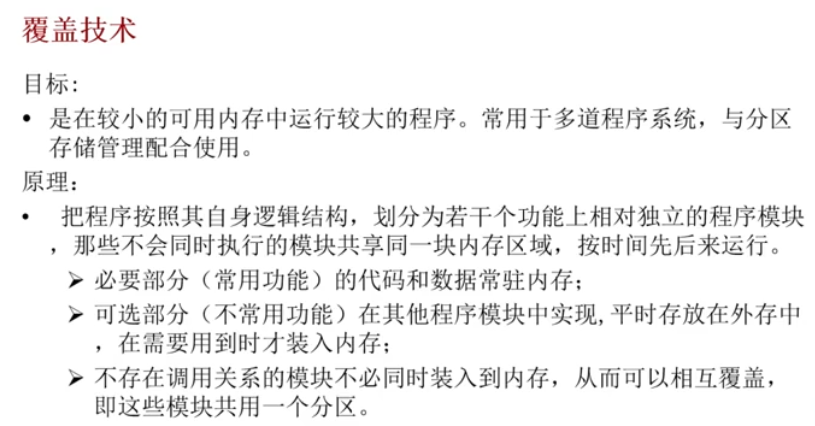 覆盖技术
目标:
• 是在较小的可用内存中运行较大的程序。常用于多道程序系统，与分区
存储管理配合使用。
原理：
• 把程序按照其自身逻辑结构，划分为若干个功能上相对独立的程序模块
，那些不会同时执行的模块共享同一块内存区域，按时间先后来运行。
➢ 必要部分（常用功能）的代码和数据常驻内存；
➢ 可选部分（不常用功能）在其他程序模块中实现,平时存放在外存中
，在需要用到时才装入内存；
➢ 不存在调用关系的模块不必同时装入到内存，从而可以相互覆盖，
即这些模块共用一个分区。